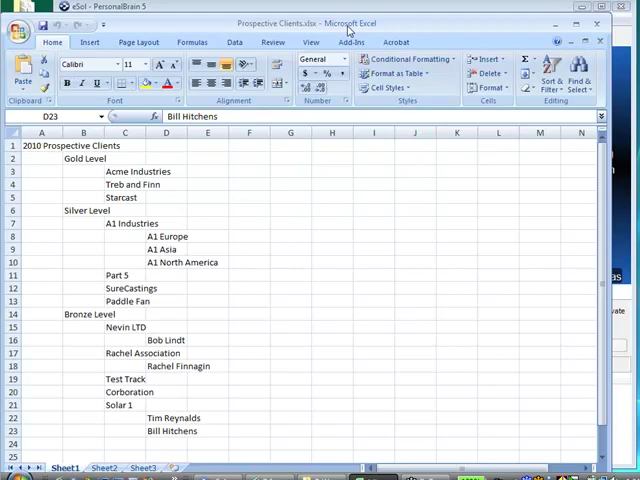 eSol - PersonalBrain 5
Prospective Clients.xlsx - Microsoft Excel
Home Insert Page Layout Formulas Data Review View Add-Ins Acrobat
Calibri 11 General Conditional Formatting Insert Σ
Paste Format as Table Delete Sort & Filter Find & Select
B I U $ % , Cell Styles Format
Clipboard Font Alignment Number Styles Cells Editing
D23 Bill Hitchens
A B C D E F G H I J K L M N
1 2010 Prospective Clients
2 Gold Level
3 Acme Industries
4 Treb and Finn
5 Starcast
6 Silver Level
7 A1 Industries
8 A1 Europe
9 A1 Asia
10 A1 North America
11 Part 5
12 SureCastings
13 Paddle Fan
14 Bronze Level
15 Nevin LTD
16 Bob Lindt
17 Rachel Association
18 Rachel Finnagin
19 Test Track
20 Corboration
21 Solar 1
22 Tim Reynalds
23 Bill Hitchens
24
25
Sheet1 Sheet2 Sheet3